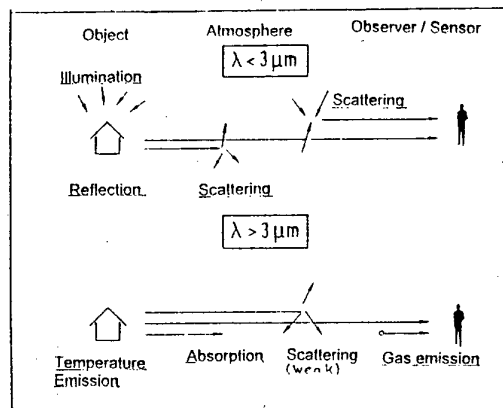 Object Atmosphere Observer / Sensor
λ < 3 µm
Illumination
Scattering
Reflection Scattering
λ > 3 µm
Temperature Absorption Scattering Gas emission
Emission (weak)